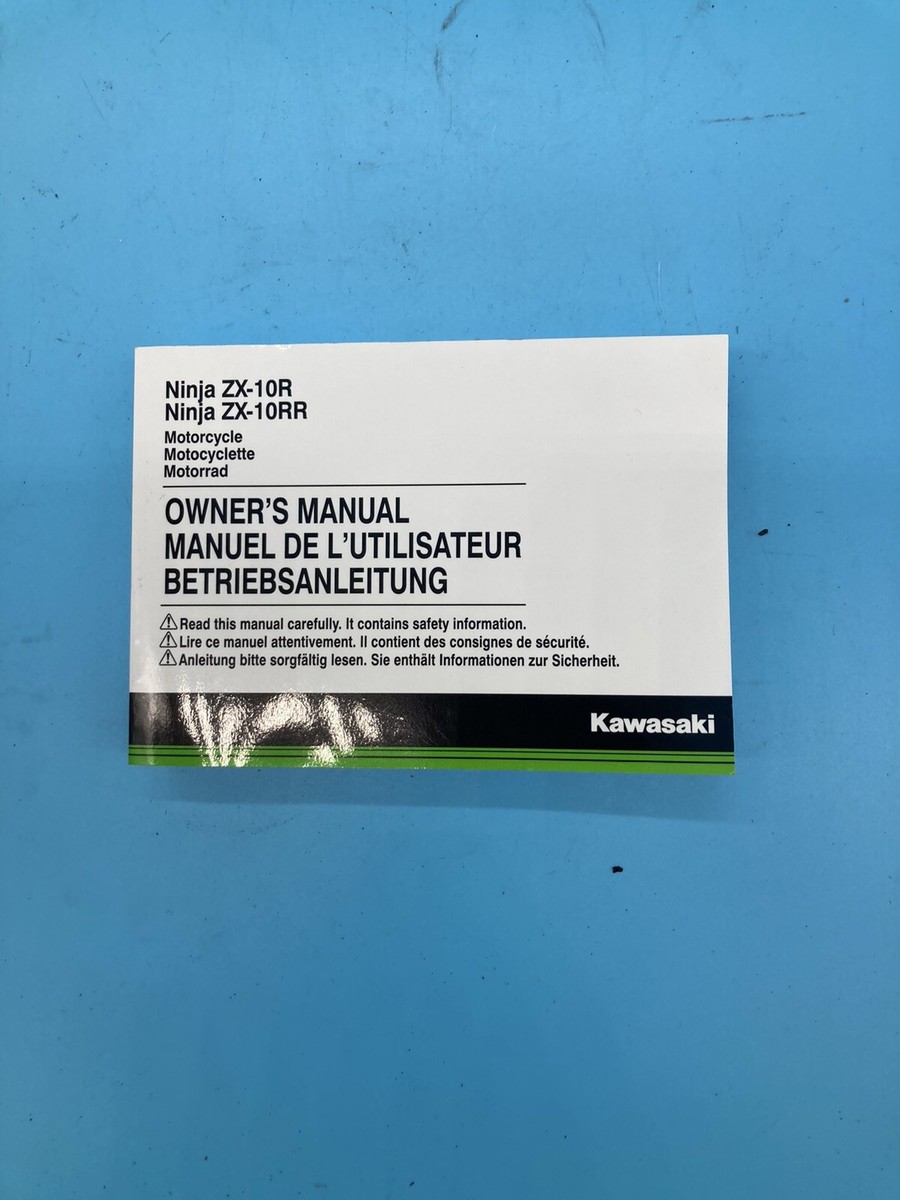 Ninja ZX-10R
Ninja ZX-10RR
Motorcycle
Motocyclette
Motorrad
OWNER'S MANUAL
MANUEL DE L'UTILISATEUR
BETRIEBSANLEITUNG
⚠Read this manual carefully. It contains safety information.
⚠Lire ce manuel attentivement. Il contient des consignes de sécurité.
⚠Anleitung bitte sorgfältig lesen. Sie enthält Informationen zur Sicherheit.
Kawasaki